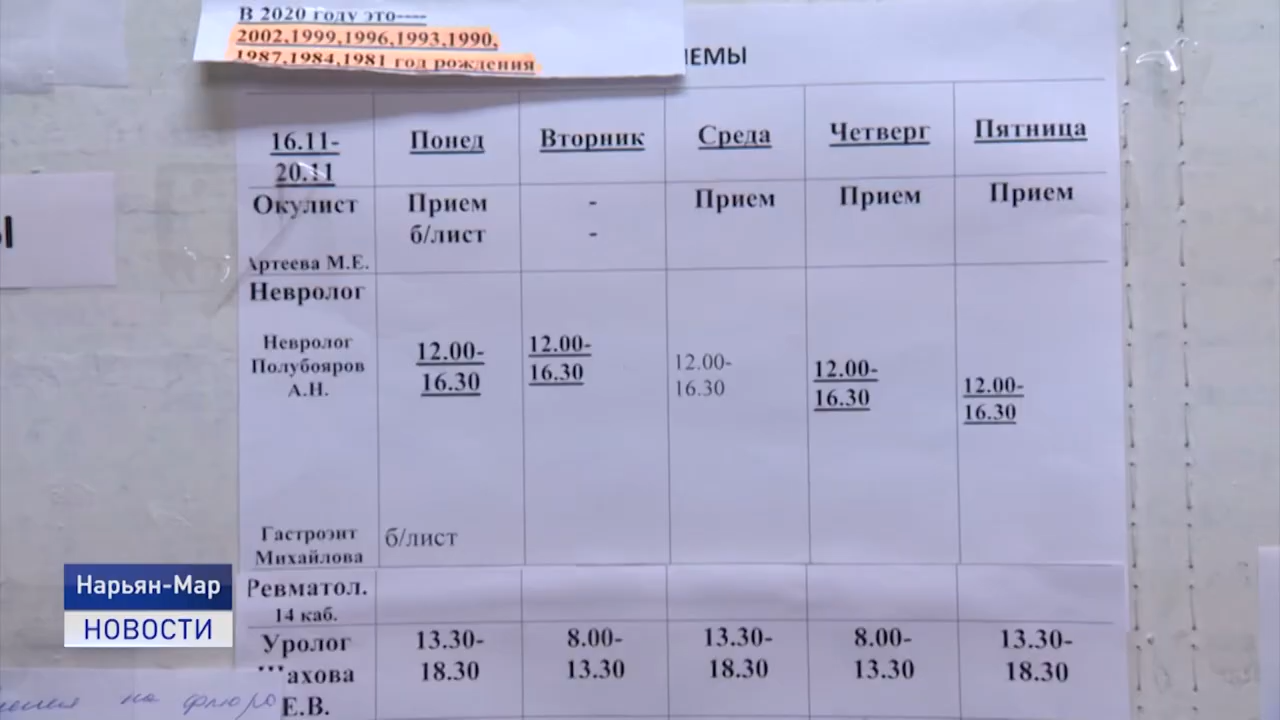 В 2020 году это----
2002,1999,1996,1993,1990,
1987,1984,1981 год рождения
16.11-
20.11
Понед
Вторник
Среда
Четверг
Пятница
Окулист
Прием
б/лист
-
-
Прием
Прием
Прием
Артеева М.Е.
Невролог
Невролог
Полубояров
А.Н.
12.00-
16.30
12.00-
16.30
12.00-
16.30
12.00-
16.30
12.00-
16.30
Гастроэнт
Михайлова
б/лист
Ревматол.
14 каб.
Уролог
ахова
Е.В.
13.30-
18.30
8.00-
13.30
13.30-
18.30
8.00-
13.30
13.30-
18.30
на флюро
Нарьян-Мар
НОВОСТИ